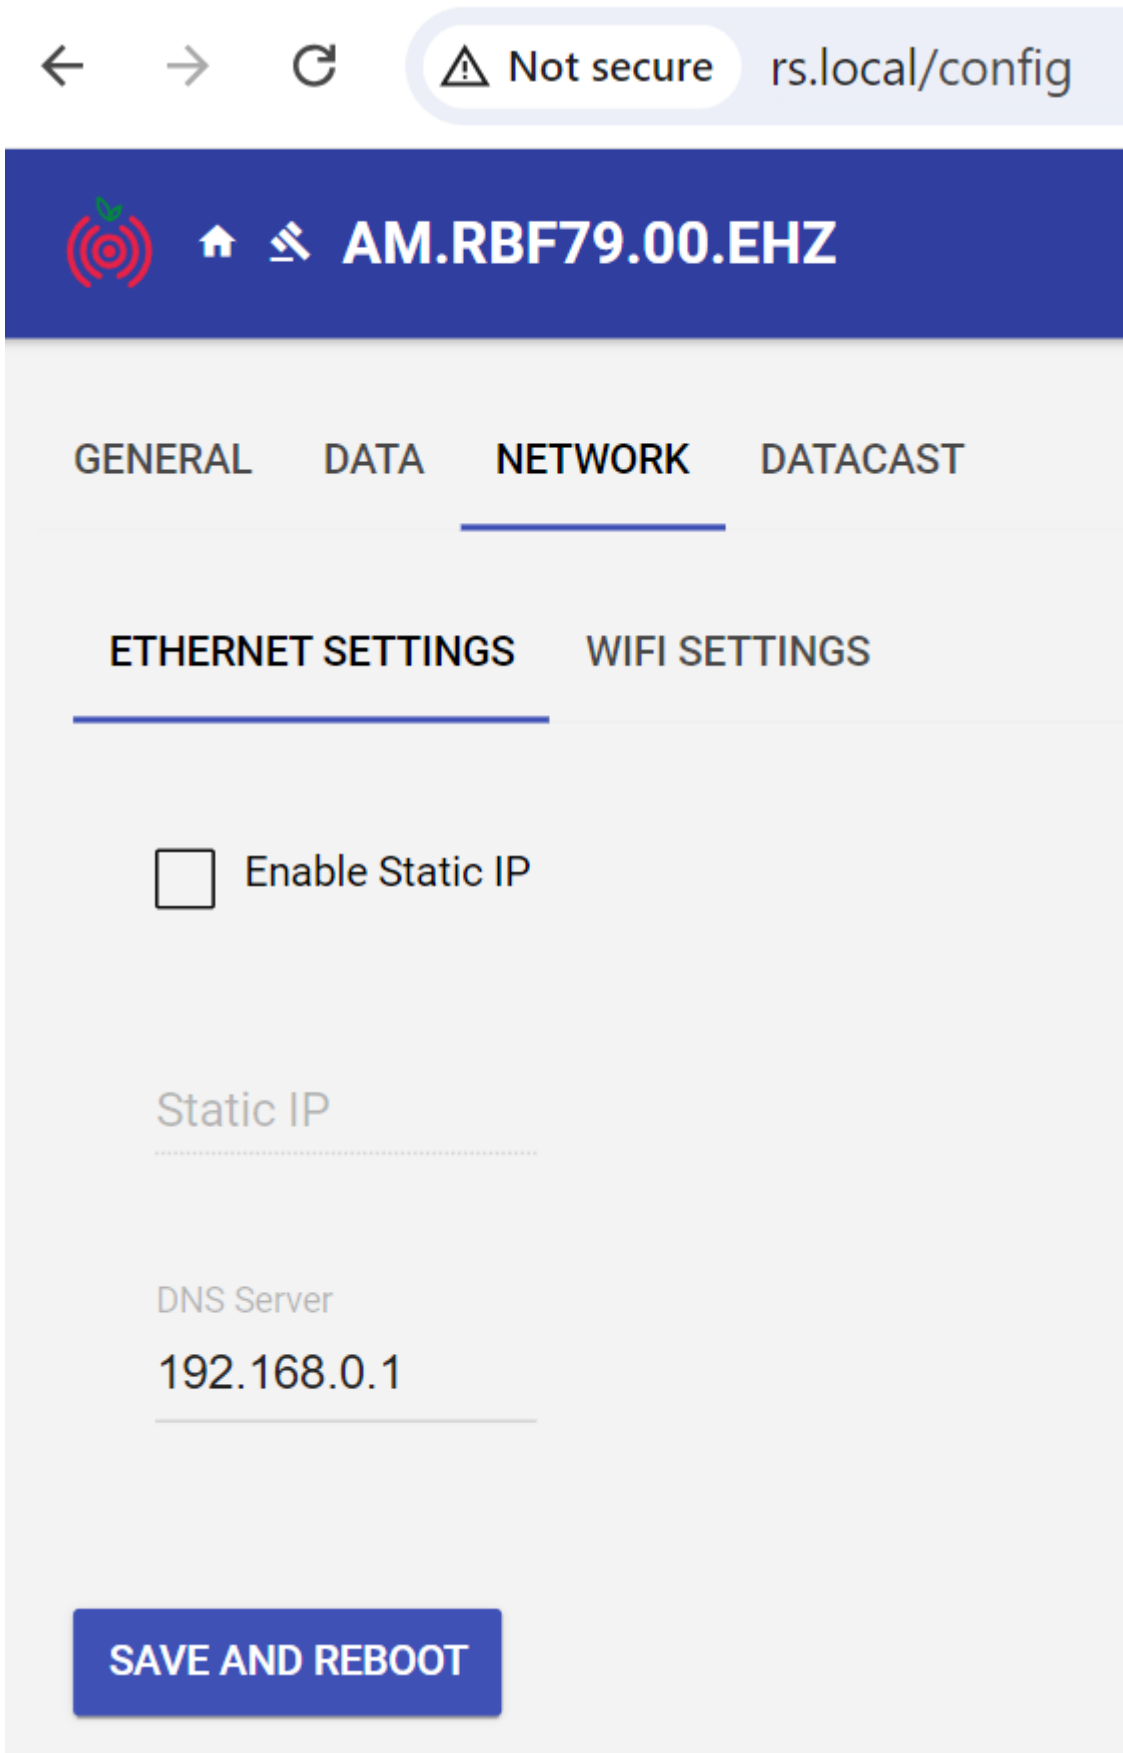 Not secure rs.local/config
AM.RBF79.00.EHZ
GENERAL DATA NETWORK DATACAST
ETHERNET SETTINGS WIFI SETTINGS
Enable Static IP
Static IP
DNS Server
192.168.0.1
SAVE AND REBOOT